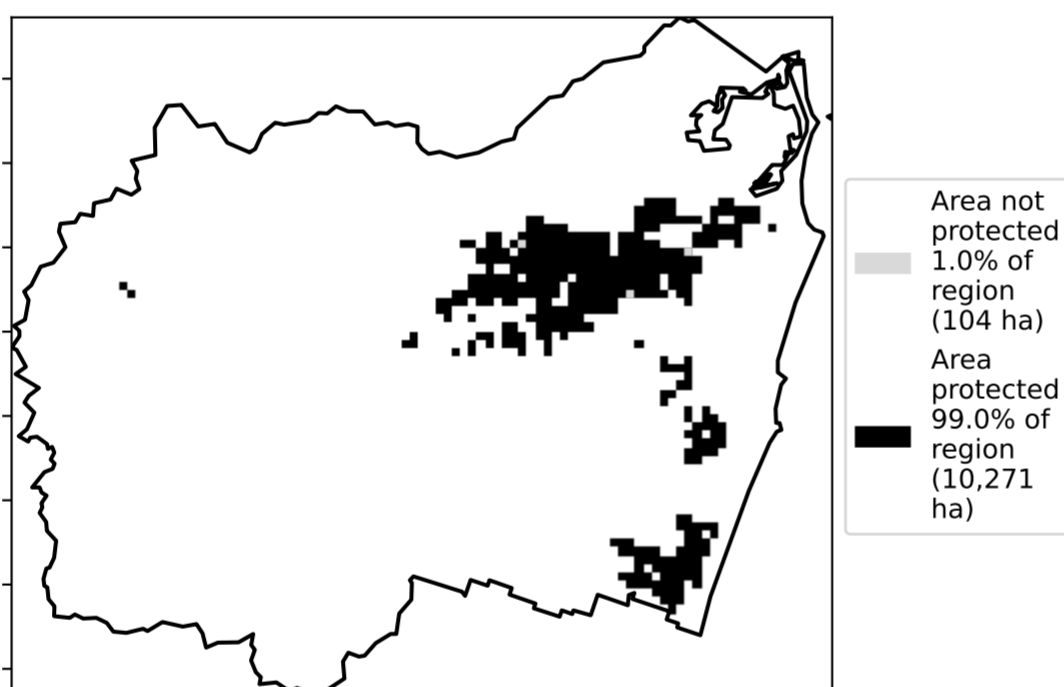 Area not
protected
1.0% of
region
(104 ha)
Area
protected
99.0% of
region
(10,271
ha)